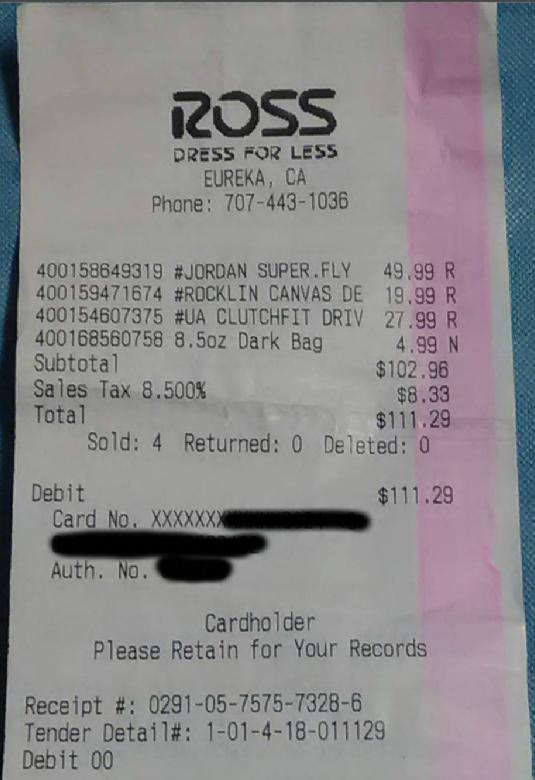 ROSS
DRESS FOR LESS
EUREKA, CA
Phone: 707-443-1036
400158649319 #JORDAN SUPER.FLY 49.99 R
400159471674 #ROCKLIN CANVAS DE 19.99 R
400154607375 #UA CLUTCHFIT DRIV 27.99 R
400168560758 8.5oz Dark Bag 4.99 N
Subtotal $102.96
Sales Tax 8.500% $8.33
Total $111.29
Sold: 4 Returned: 0 Deleted: 0
Debit $111.29
Card No. XXXXXXX
Auth. No.
Cardholder
Please Retain for Your Records
Receipt #: 0291-05-7575-7328-6
Tender Detail#: 1-01-4-18-011129
Debit 00